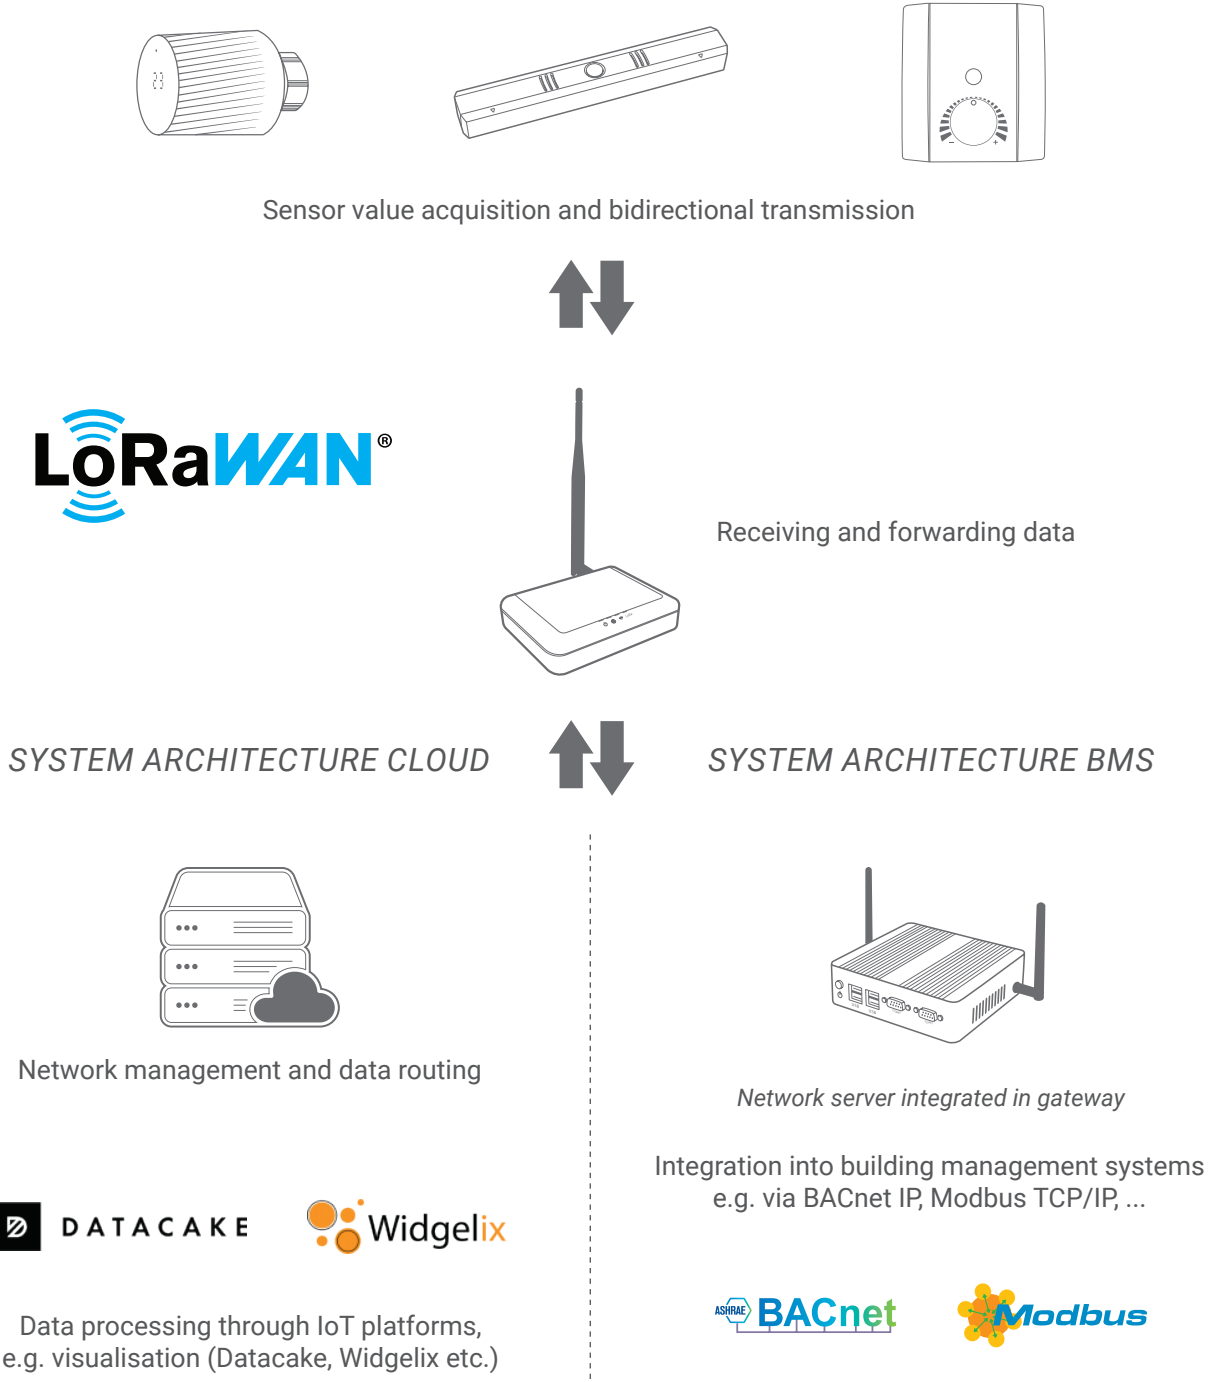 23
Sensor value acquisition and bidirectional transmission
LoRaWAN®
Receiving and forwarding data
SYSTEM ARCHITECTURE CLOUD
SYSTEM ARCHITECTURE BMS
Network management and data routing
Network server integrated in gateway
Integration into building management systems
e.g. via BACnet IP, Modbus TCP/IP, ...
DATACAKE
Widgelix
ASHRAE BACnet
Modbus
Data processing through IoT platforms,
e.g. visualisation (Datacake, Widgelix etc.)